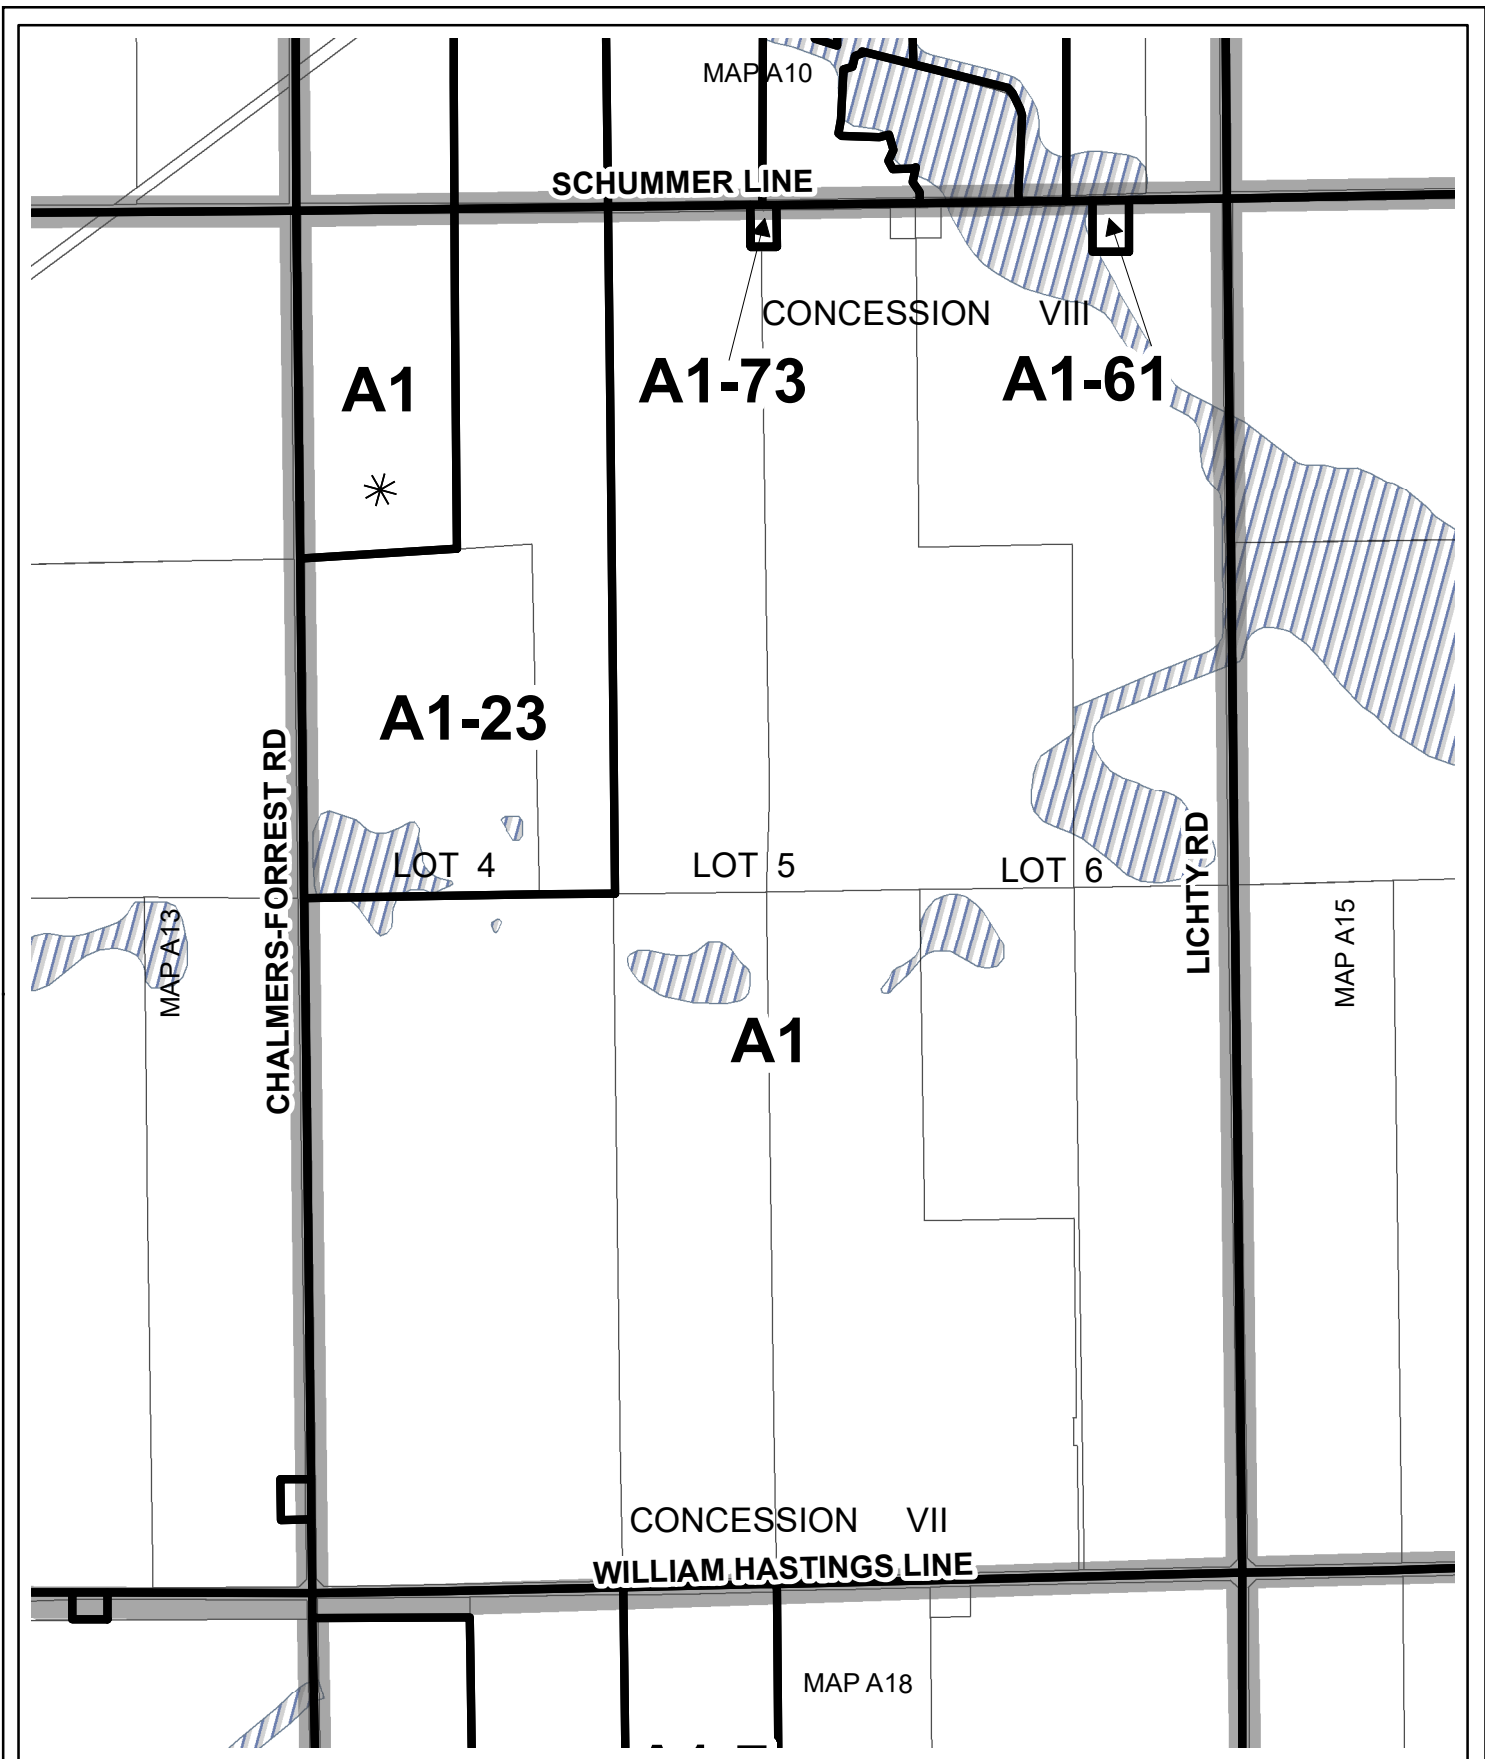 MAP A10
SCHUMMER LINE
CONCESSION VIII
A1
A1-73
A1-61
A1-23
CHALMERS-FORREST RD
LOT 4
LOT 5
LOT 6
LICHTY RD
MAP A13
MAP A15
A1
CONCESSION VII
WILLIAM HASTINGS LINE
MAP A18